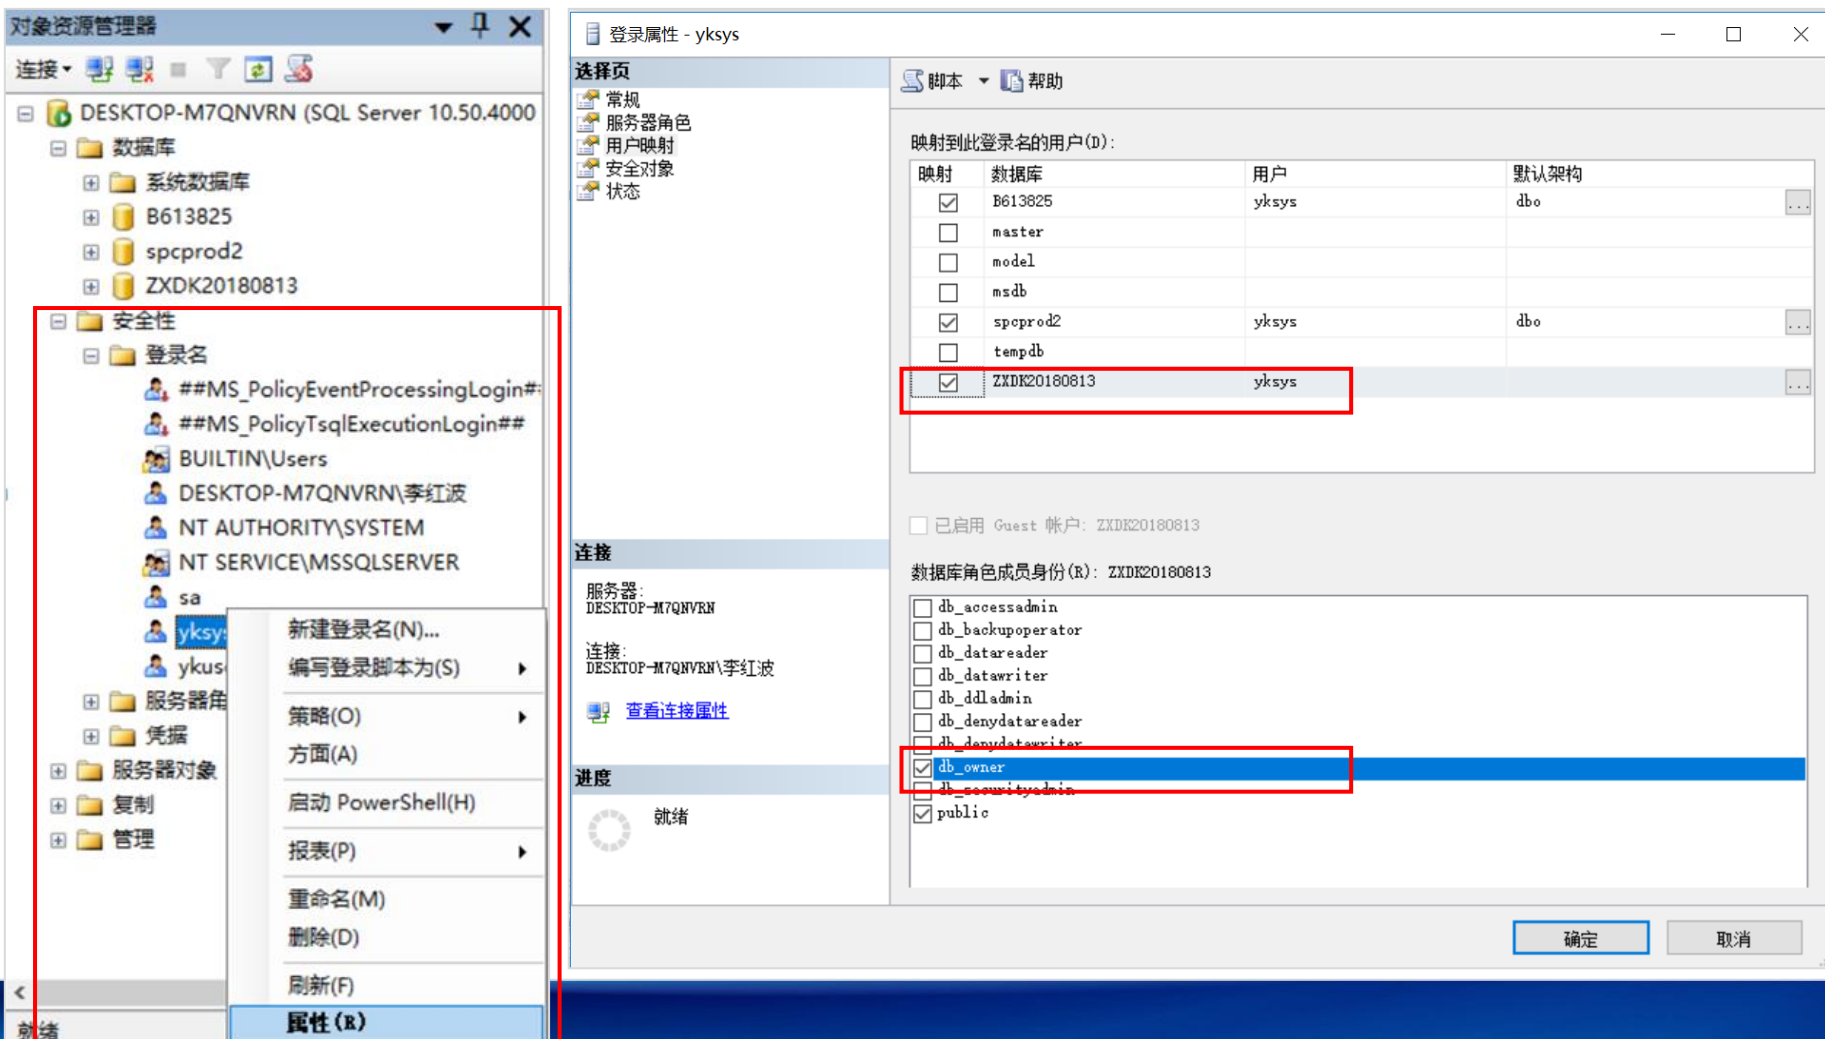 对象资源管理器
连接
DESKTOP-M7QNVRN (SQL Server 10.50.4000
数据库
系统数据库
B613825
spcprod2
ZXDK20180813
安全性
登录名
##MS_PolicyEventProcessingLogin#
##MS_PolicyTsqlExecutionLogin##
BUILTIN\Users
DESKTOP-M7QNVRN\李红波
NT AUTHORITY\SYSTEM
NT SERVICE\MSSQLSERVER
sa
yksys
ykus
服务器角
凭据
服务器对象
复制
管理
就绪
新建登录名(N)...
编写登录脚本为(S)
策略(O)
方面(A)
启动 PowerShell(H)
报表(P)
重命名(M)
删除(D)
刷新(F)
属性(R)
登录属性 - yksys
选择页
常规
服务器角色
用户映射
安全对象
状态
连接
服务器:
DESKTOP-M7QNVRN
连接:
DESKTOP-M7QNVRN\李红波
查看连接属性
进度
就绪
脚本 帮助
映射到此登录名的用户(D):
映射 数据库 用户 默认架构
B613825 yksys dbo ...
master
model
msdb
spcprod2 yksys dbo ...
tempdb
ZXDK20180813 yksys ...
已启用 Guest 帐户: ZXDK20180813
数据库角色成员身份(R): ZXDK20180813
db_accessadmin
db_backupoperator
db_datareader
db_datawriter
db_ddladmin
db_denydatareader
db_denydatawriter
db_owner
db_securityadmin
public
确定 取消